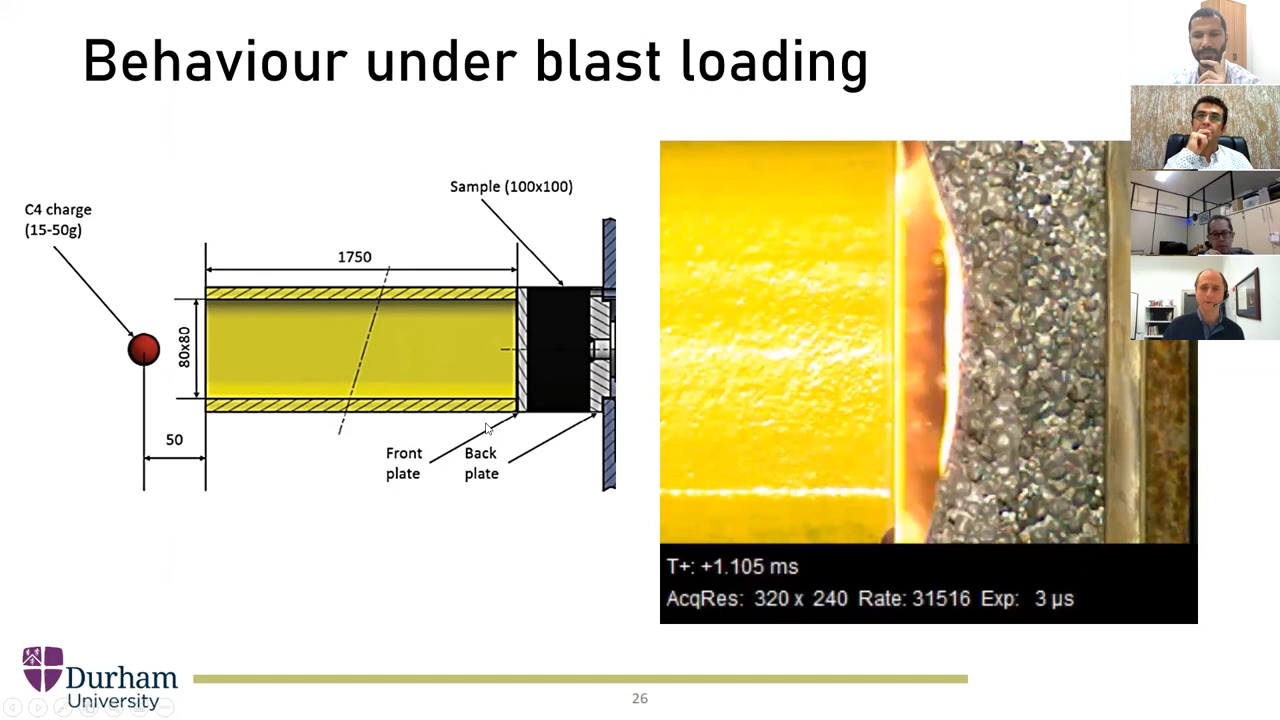 Behaviour under blast loading
Sample (100x100)
C4 charge
(15-50g)
1750
80x80
50
Front
plate
Back
plate
T+: +1.105 ms
AcqRes: 320 x 240 Rate: 31516 Exp: 3 µs
Durham
University
26